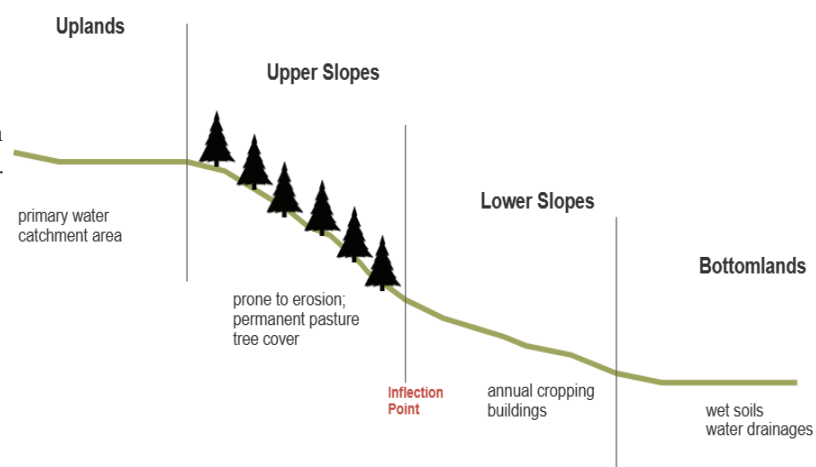 Uplands
Upper Slopes
Lower Slopes
Bottomlands
primary water
catchment area
prone to erosion;
permanent pasture
tree cover
Inflection
Point
annual cropping
buildings
wet soils
water drainages